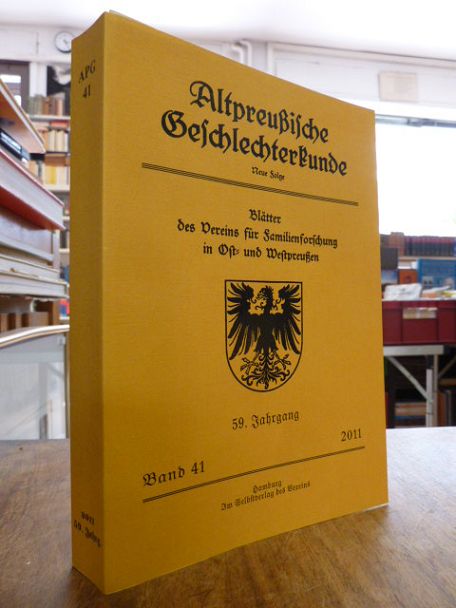 APG
41
2011
59. Jahrg.
Altpreußische
Geschlechterkunde
Neue Folge
Blätter
des Vereins für Familienforschung
in Ost- und Westpreußen
59. Jahrgang
Band 41
2011
Hamburg
Im Selbstverlag des Vereins